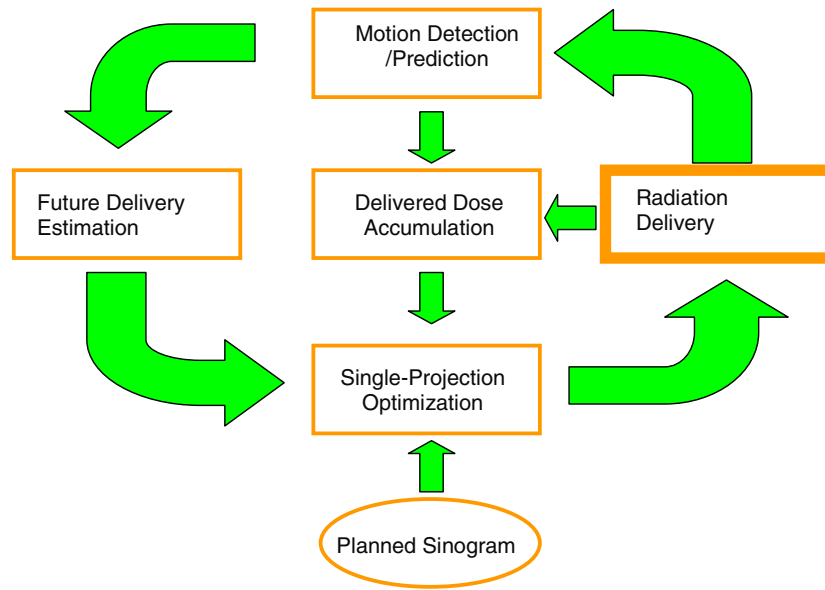 Motion Detection
/Prediction
Future Delivery
Estimation
Delivered Dose
Accumulation
Radiation
Delivery
Single-Projection
Optimization
Planned Sinogram